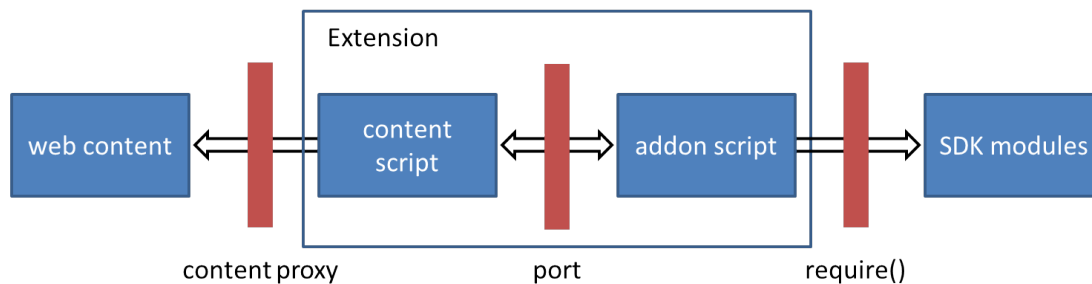 Extension
web content
content
script
addon script
SDK modules
content proxy
port
require()